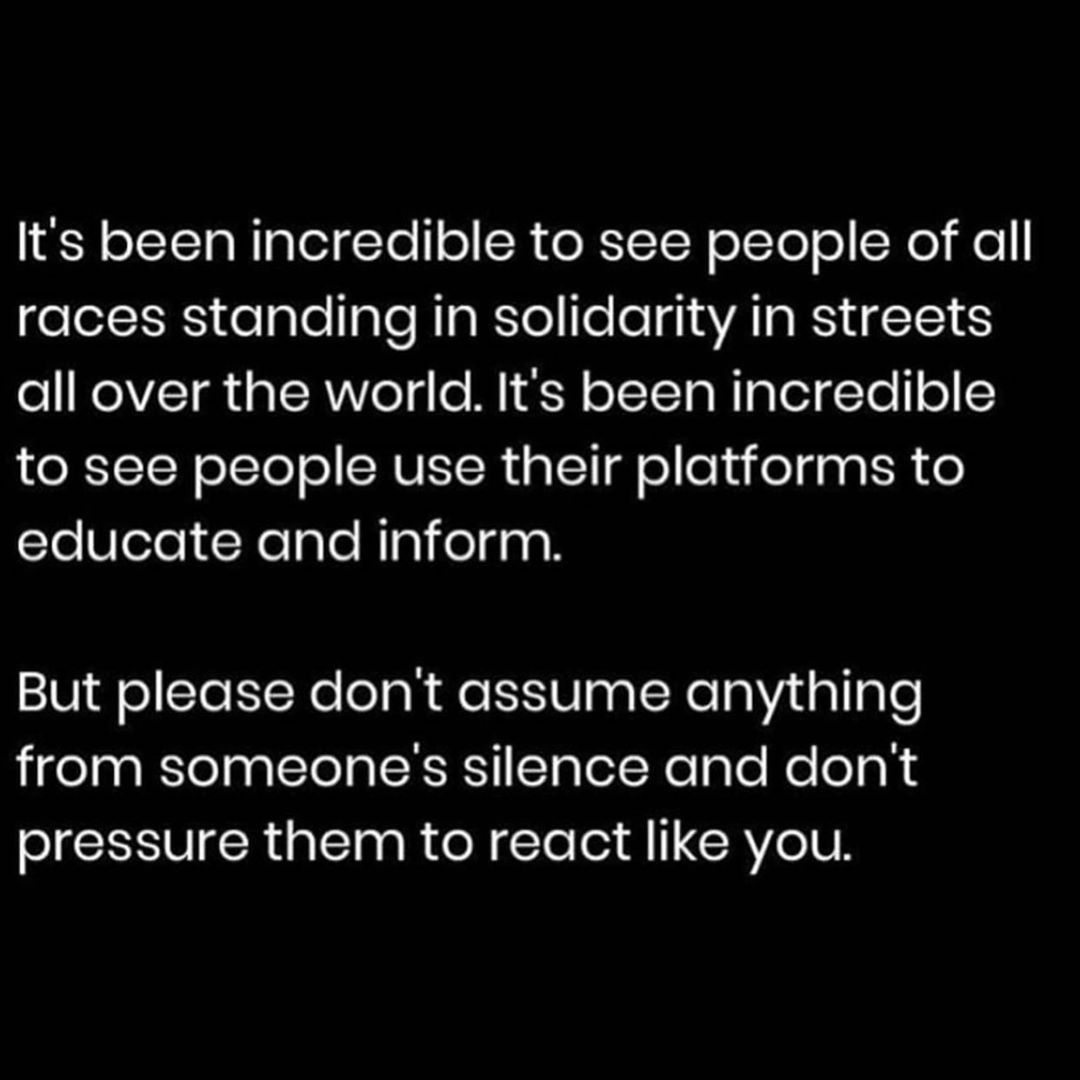 It's been incredible to see people of all
races standing in solidarity in streets
all over the world. It's been incredible
to see people use their platforms to
educate and inform.
But please don't assume anything
from someone's silence and don't
pressure them to react like you.